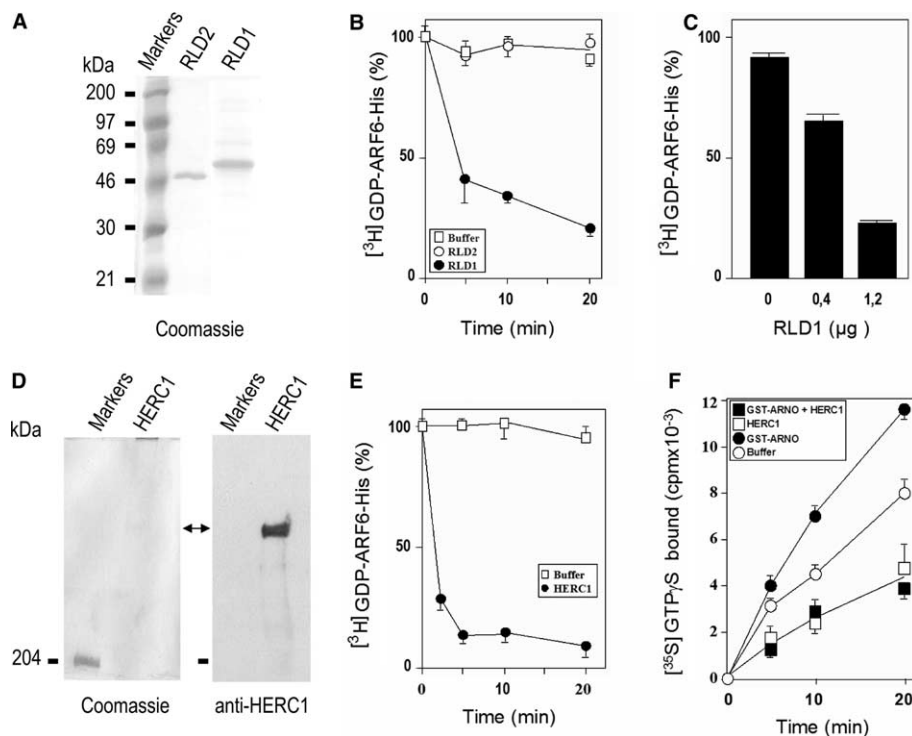 A
Markers
RLD2
RLD1
kDa
200
97
69
46
30
21
Coomassie
B
[³H] GDP-ARF6-His (%)
100
50
0
Buffer
RLD2
RLD1
0 10 20
Time (min)
C
[³H] GDP-ARF6-His (%)
100
50
0
0 0,4 1,2
RLD1 (µg )
D
Markers
HERC1
Markers
HERC1
kDa
204
Coomassie
anti-HERC1
E
[³H] GDP-ARF6-His (%)
100
50
0
Buffer
HERC1
0 10 20
Time (min)
F
[³⁵S] GTPγS bound (cpmx10⁻³)
12
10
8
6
4
2
0
GST-ARNO + HERC1
HERC1
GST-ARNO
Buffer
0 10 20
Time (min)